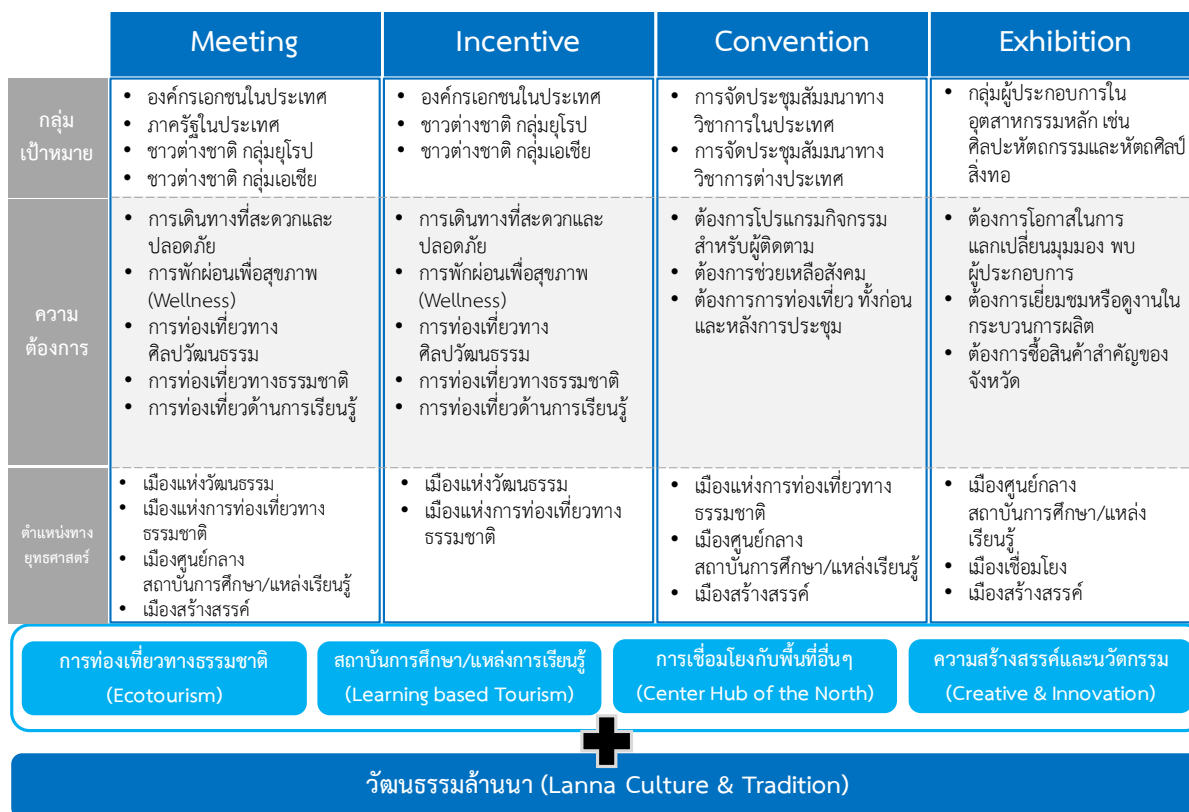 Meeting
Incentive
Convention
Exhibition
กลุ่ม
เป้าหมาย
• องค์กรเอกชนในประเทศ
• ภาครัฐในประเทศ
• ชาวต่างชาติ กลุ่มยุโรป
• ชาวต่างชาติ กลุ่มเอเชีย
• องค์กรเอกชนในประเทศ
• ชาวต่างชาติ กลุ่มยุโรป
• ชาวต่างชาติ กลุ่มเอเชีย
• การจัดประชุมสัมมนาทาง
วิชาการในประเทศ
• การจัดประชุมสัมมนาทาง
วิชาการต่างประเทศ
• กลุ่มผู้ประกอบการใน
อุตสาหกรรมหลัก เช่น
ศิลปะหัตถกรรมและหัตถศิลป์
สิ่งทอ
ความ
ต้องการ
• การเดินทางที่สะดวกและ
ปลอดภัย
• การพักผ่อนเพื่อสุขภาพ
(Wellness)
• การท่องเที่ยวทาง
ศิลปวัฒนธรรม
• การท่องเที่ยวทางธรรมชาติ
• การท่องเที่ยวด้านการเรียนรู้
• การเดินทางที่สะดวกและ
ปลอดภัย
• การพักผ่อนเพื่อสุขภาพ
(Wellness)
• การท่องเที่ยวทาง
ศิลปวัฒนธรรม
• การท่องเที่ยวทางธรรมชาติ
• การท่องเที่ยวด้านการเรียนรู้
• ต้องการโปรแกรมกิจกรรม
สำหรับผู้ติดตาม
• ต้องการช่วยเหลือสังคม
• ต้องการการท่องเที่ยว ทั้งก่อน
และหลังการประชุม
• ต้องการโอกาสในการ
แลกเปลี่ยนมุมมอง พบ
ผู้ประกอบการ
• ต้องการเยี่ยมชมหรือดูงานใน
กระบวนการผลิต
• ต้องการซื้อสินค้าสำคัญของ
จังหวัด
ตำแหน่งทาง
ยุทธศาสตร์
• เมืองแห่งวัฒนธรรม
• เมืองแห่งการท่องเที่ยวทาง
ธรรมชาติ
• เมืองศูนย์กลาง
สถาบันการศึกษา/แหล่งเรียนรู้
• เมืองสร้างสรรค์
• เมืองแห่งวัฒนธรรม
• เมืองแห่งการท่องเที่ยวทาง
ธรรมชาติ
• เมืองแห่งการท่องเที่ยวทาง
ธรรมชาติ
• เมืองศูนย์กลาง
สถาบันการศึกษา/แหล่งเรียนรู้
• เมืองสร้างสรรค์
• เมืองศูนย์กลาง
สถาบันการศึกษา/แหล่ง
เรียนรู้
• เมืองเชื่อมโยง
• เมืองสร้างสรรค์
การท่องเที่ยวทางธรรมชาติ
(Ecotourism)
สถาบันการศึกษา/แหล่งการเรียนรู้
(Learning based Tourism)
การเชื่อมโยงกับพื้นที่อื่นๆ
(Center Hub of the North)
ความสร้างสรรค์และนวัตกรรม
(Creative & Innovation)
วัฒนธรรมล้านนา (Lanna Culture & Tradition)